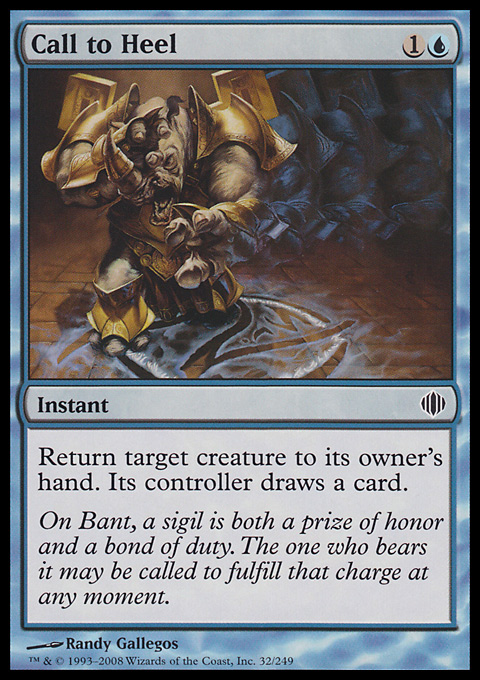 Call to Heel
1
Instant
Return target creature to its owner's
hand. Its controller draws a card.
On Bant, a sigil is both a prize of honor
and a bond of duty. The one who bears
it may be called to fulfill that charge at
any moment.
Randy Gallegos
™ & © 1993–2008 Wizards of the Coast, Inc. 32/249